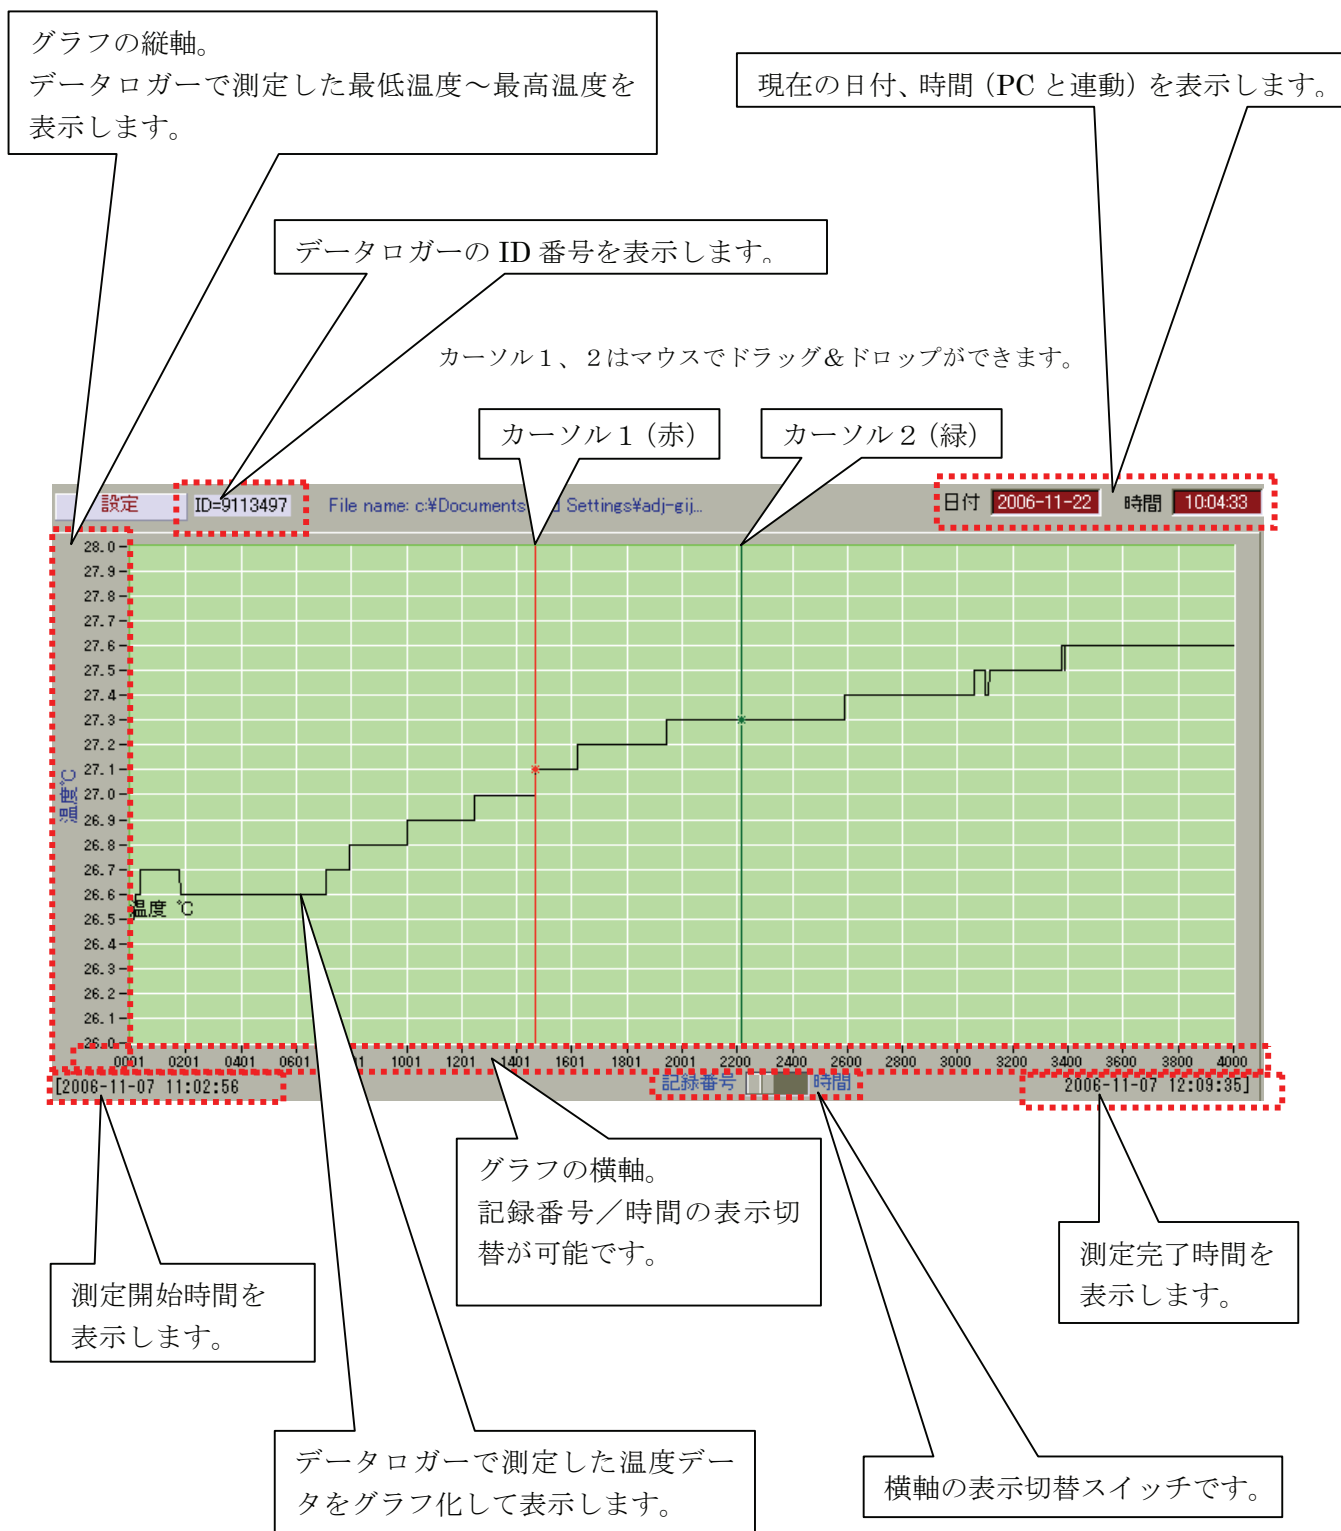 グラフの縦軸。
データロガーで測定した最低温度～最高温度を
表示します。
現在の日付、時間（PC と連動）を表示します。
データロガーの ID 番号を表示します。
カーソル１、２はマウスでドラッグ＆ドロップができます。
カーソル１（赤）
カーソル２（緑）
設定
ID=9113497
File name: c:¥Documents
d Settings¥adj-gij...
日付 2006-11-22 時間 10:04:33
28.0
27.9
27.8
27.7
27.6
27.5
27.4
27.3
27.2
27.1
27.0
26.9
26.8
26.7
26.6
26.5
26.4
26.3
26.2
26.1
26.0
温度℃
温度 ℃
0001 0201 0401 0601 01 1001 1201 1401 1601 1801 2001 2200 2400 2600 2800 3000 3200 3400 3600 3800 4000
[2006-11-07 11:02:56
記録番号 時間
2006-11-07 12:09:35]
グラフの横軸。
記録番号／時間の表示切
替が可能です。
測定開始時間を
表示します。
測定完了時間を
表示します。
データロガーで測定した温度デー
タをグラフ化して表示します。
横軸の表示切替スイッチです。